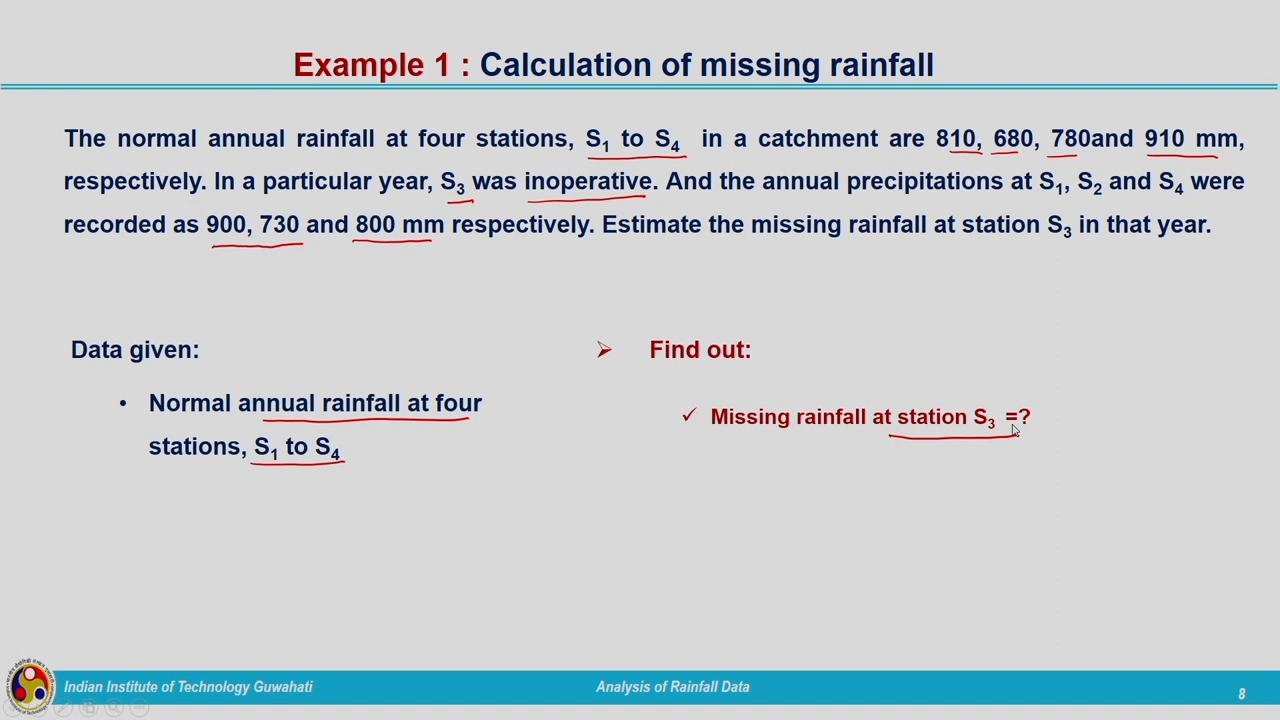 Example 1 : Calculation of missing rainfall
The normal annual rainfall at four stations, S₁ to S₄ in a catchment are 810, 680, 780and 910 mm,
respectively. In a particular year, S₃ was inoperative. And the annual precipitations at S₁, S₂ and S₄ were
recorded as 900, 730 and 800 mm respectively. Estimate the missing rainfall at station S₃ in that year.
Data given:
• Normal annual rainfall at four
stations, S₁ to S₄
➢ Find out:
✓ Missing rainfall at station S₃ =?
Indian Institute of Technology Guwahati
Analysis of Rainfall Data
8